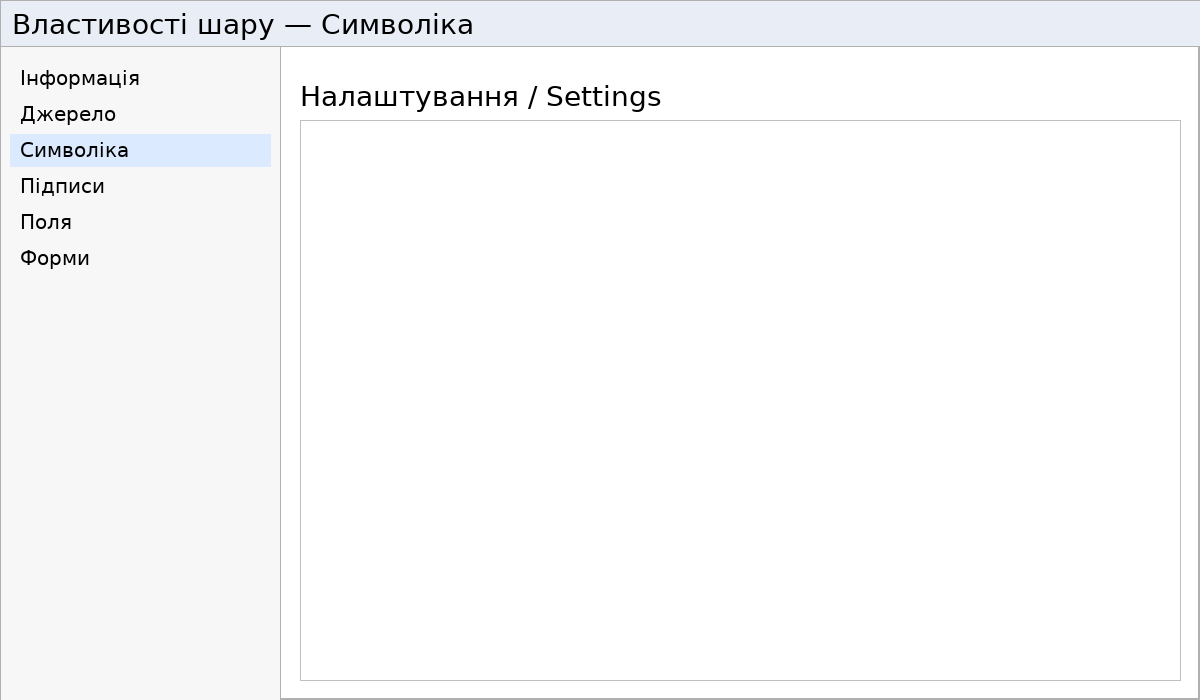 Властивості шару — Символіка
Інформація
Джерело
Символіка
Підписи
Поля
Форми
Налаштування / Settings